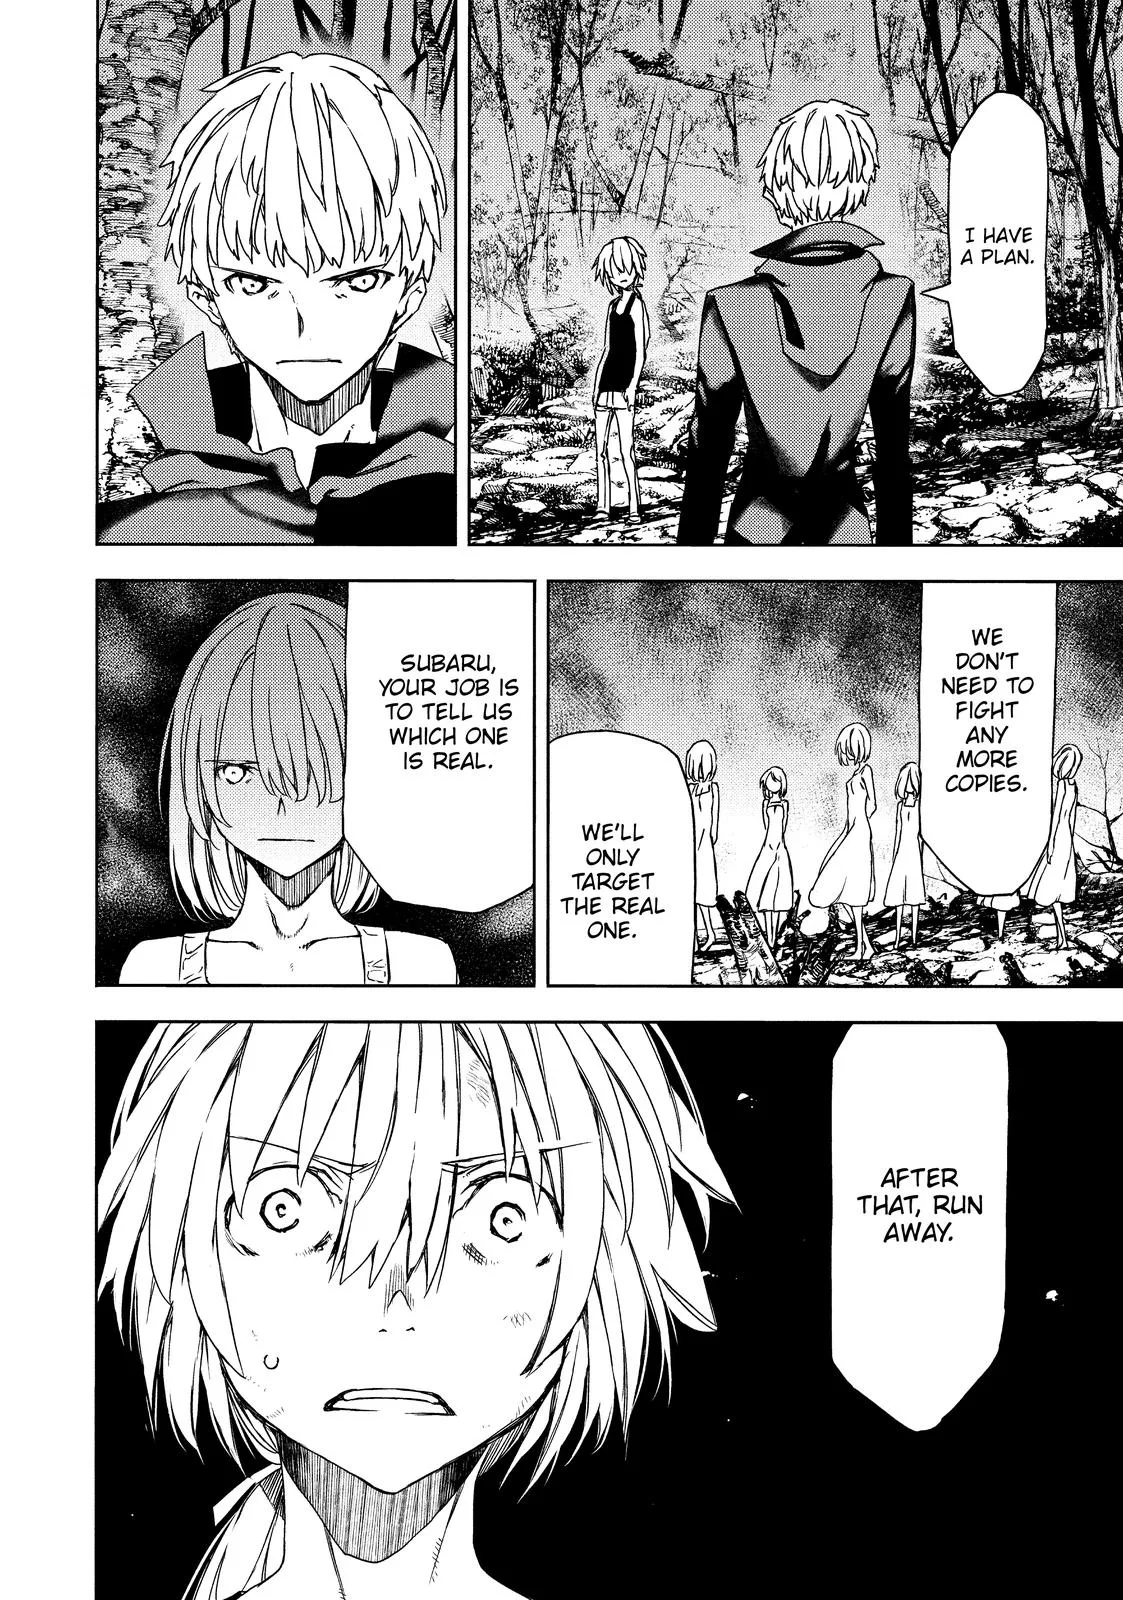 I HAVE
A PLAN.
WE
DON'T
NEED TO
FIGHT
ANY
MORE
COPIES.
WE'LL
ONLY
TARGET
THE REAL
ONE.
SUBARU,
YOUR JOB IS
TO TELL US
WHICH ONE
IS REAL.
AFTER
THAT, RUN
AWAY.